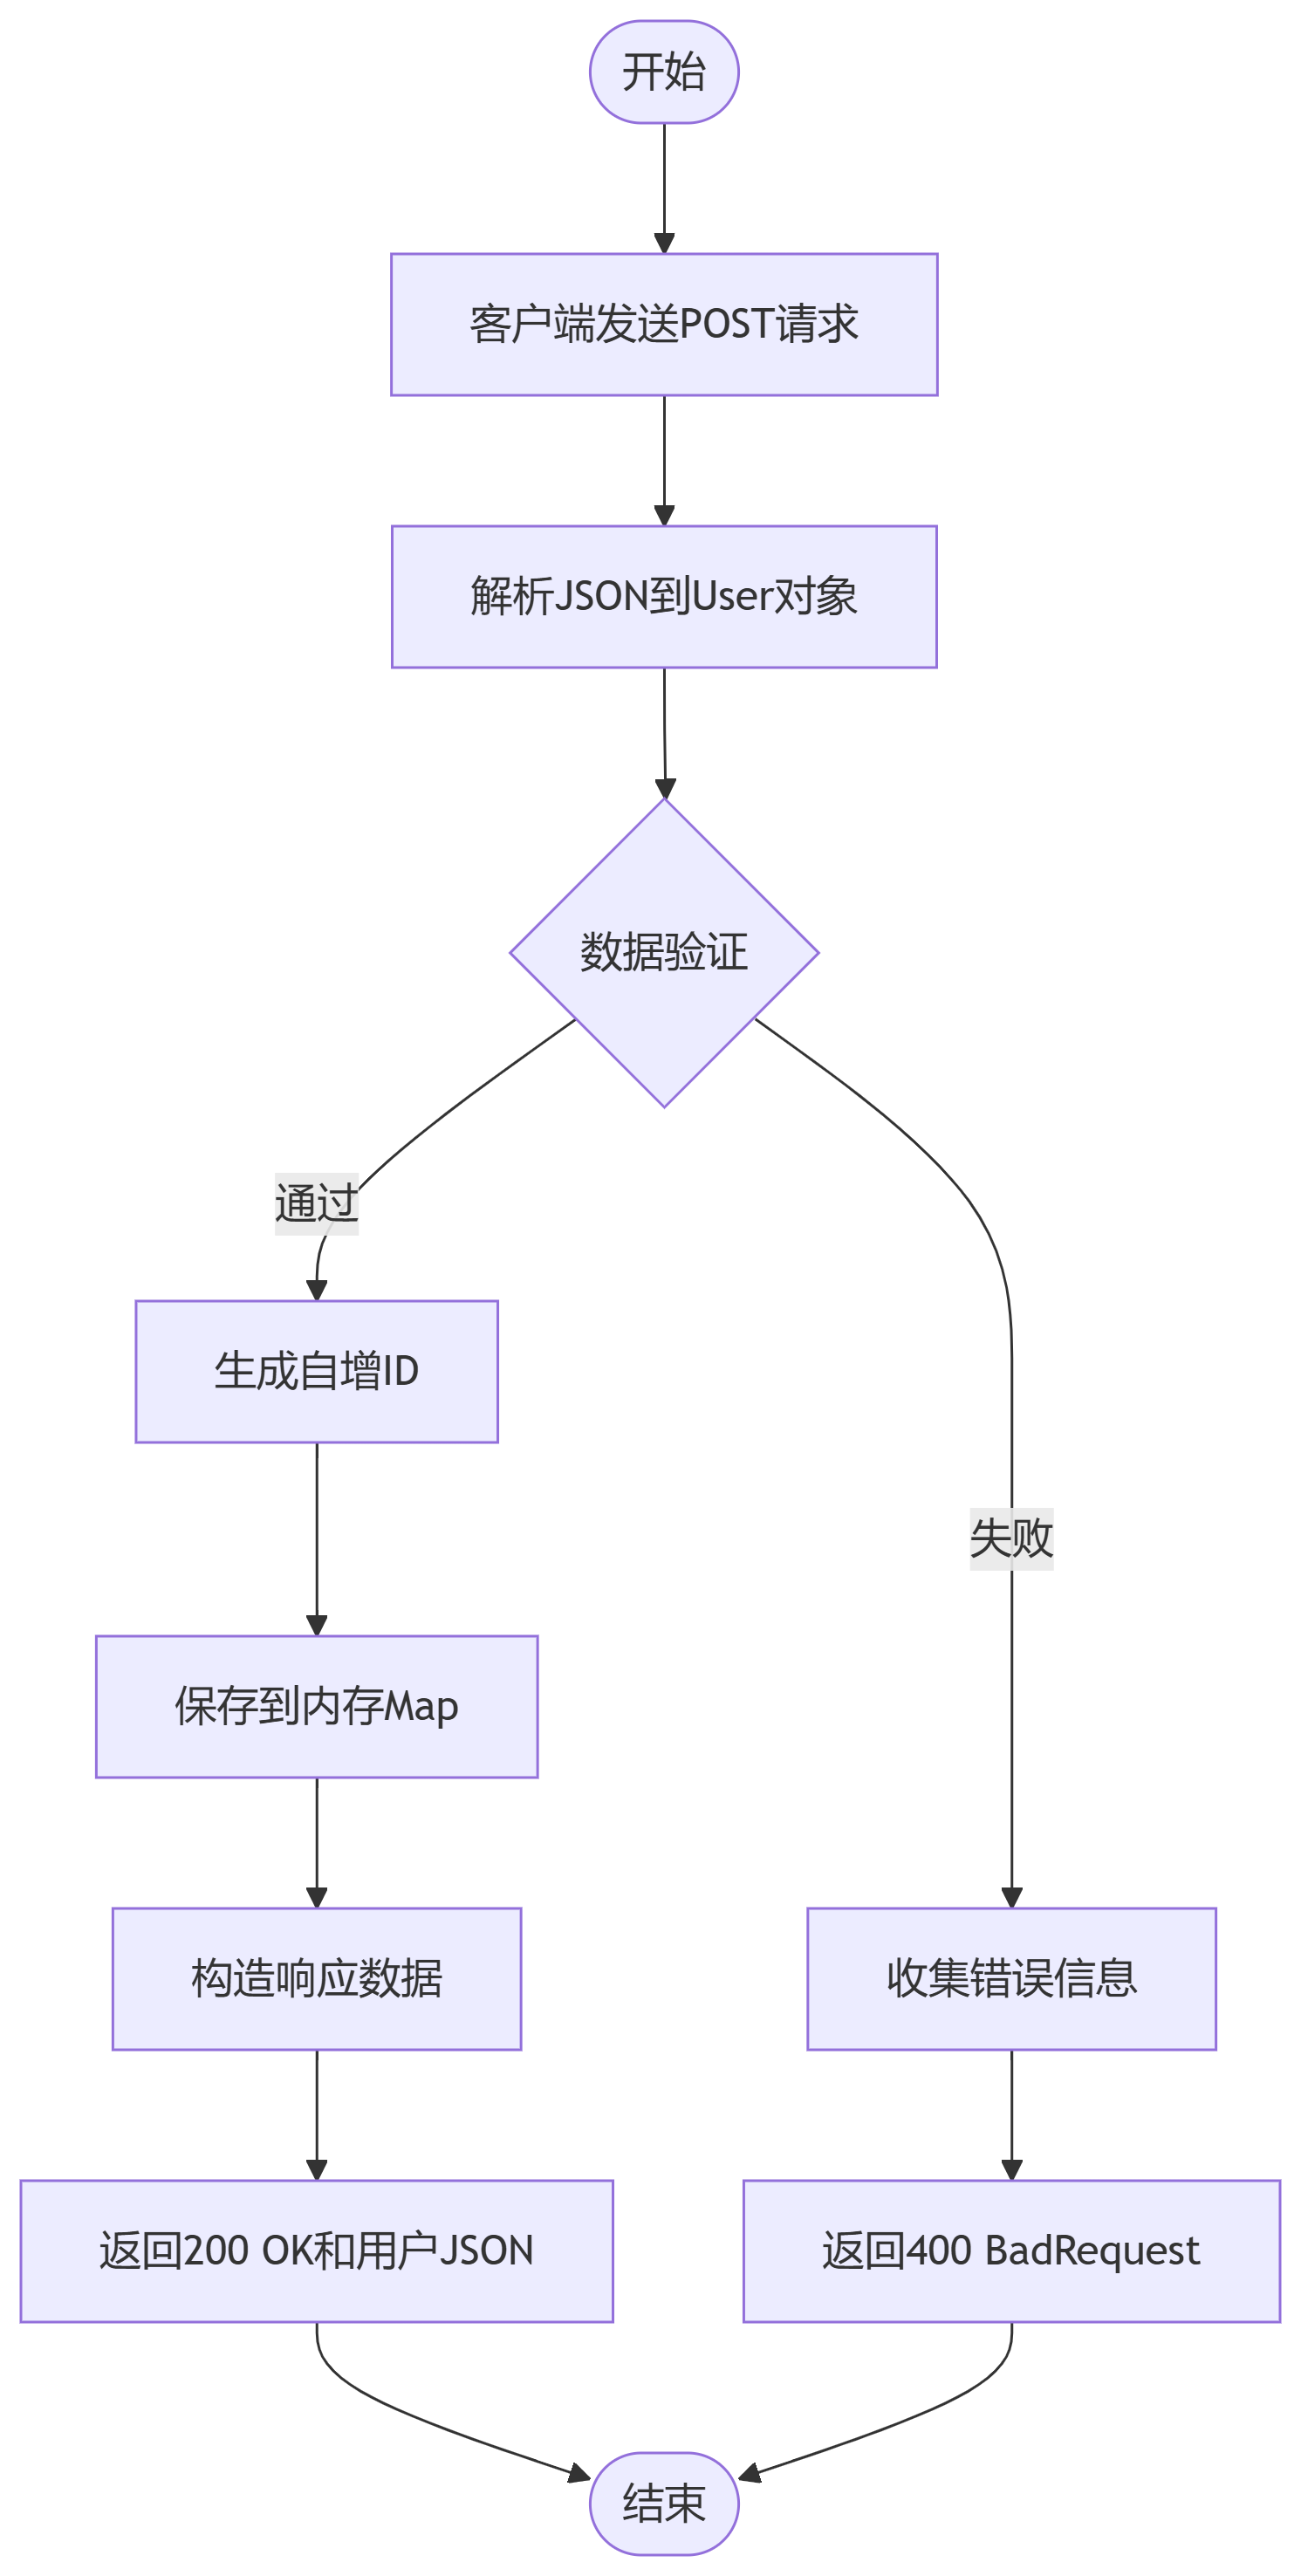 开始
客户端发送POST请求
解析JSON到User对象
数据验证
通过
生成自增ID
失败
保存到内存Map
构造响应数据
收集错误信息
返回200 OK和用户JSON
返回400 BadRequest
结束